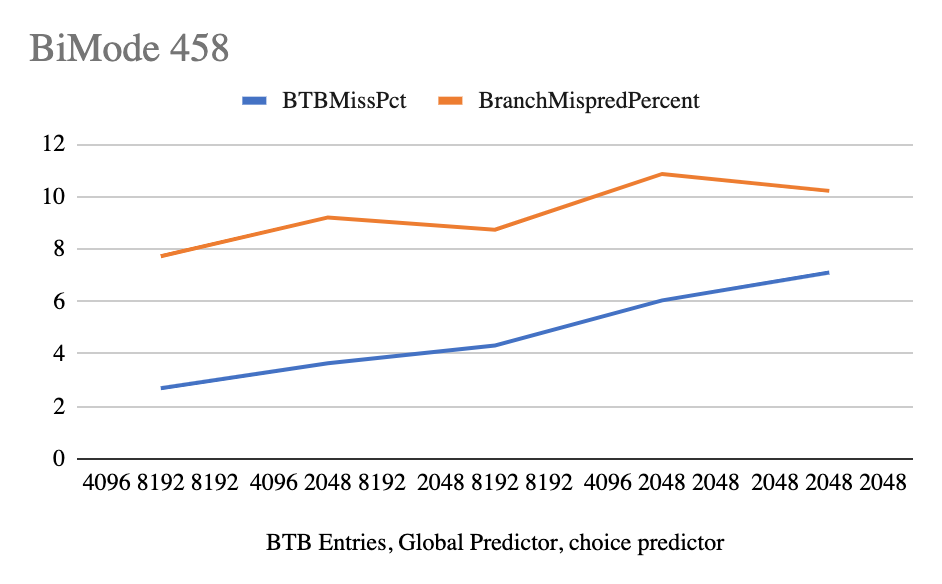 BiMode 458
BTBMissPct BranchMispredPercent
12
10
8
6
4
2
0
4096 8192 8192 4096 2048 8192 2048 8192 8192 4096 2048 2048 2048 2048 2048
BTB Entries, Global Predictor, choice predictor